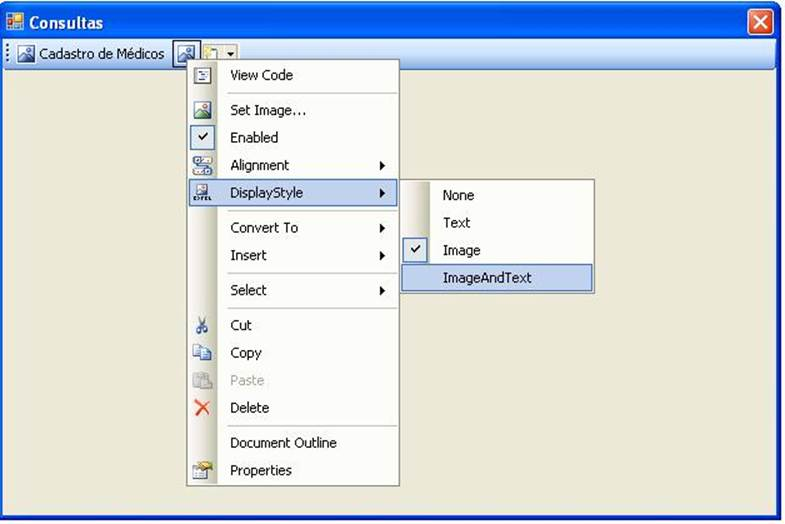 Consultas
Cadastro de Médicos
View Code
Set Image...
Enabled
Alignment
DisplayStyle
Convert To
Insert
Select
Cut
Copy
Paste
Delete
Document Outline
Properties
None
Text
Image
ImageAndText